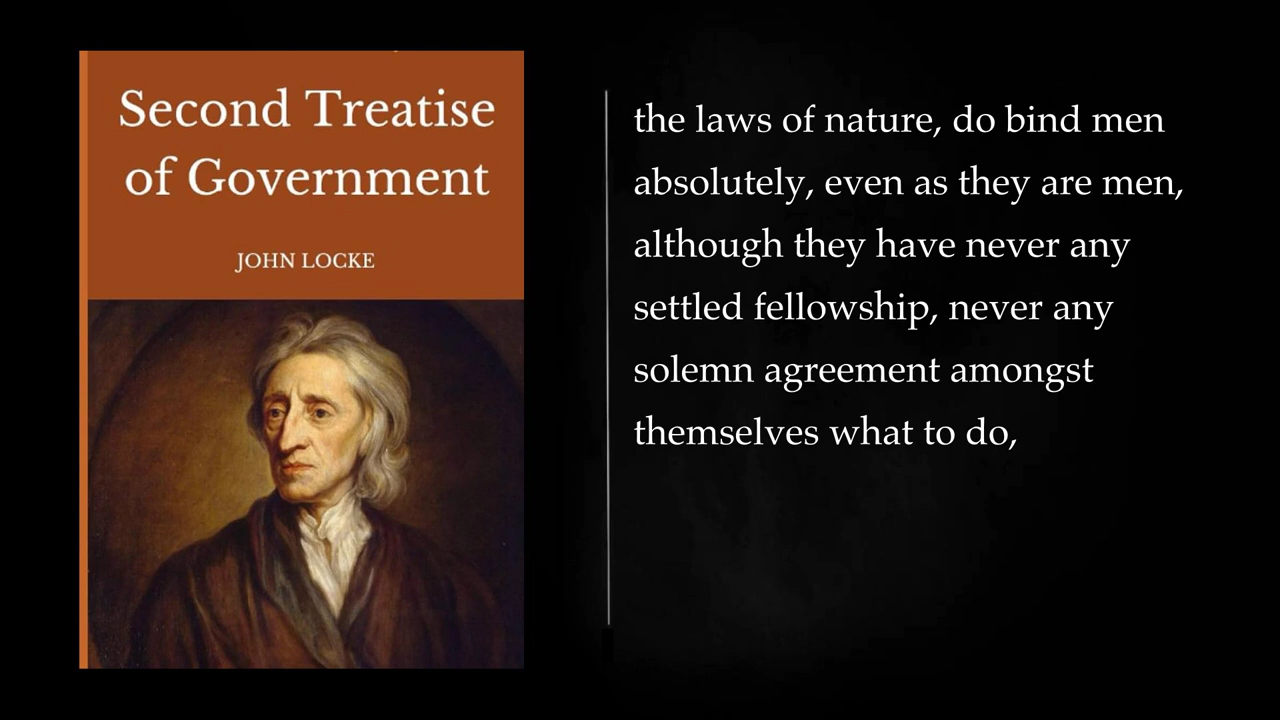 Second Treatise
of Government
JOHN LOCKE
the laws of nature, do bind men
absolutely, even as they are men,
although they have never any
settled fellowship, never any
solemn agreement amongst
themselves what to do,